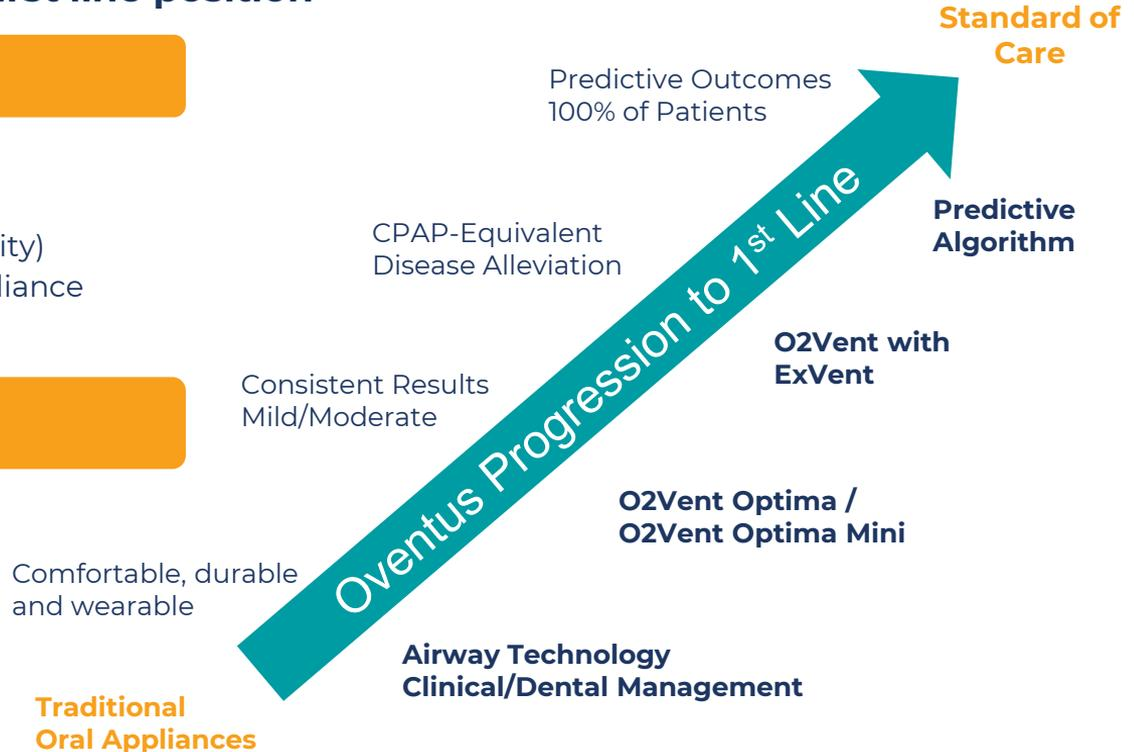 Standard of
Care
Predictive Outcomes
100% of Patients
Predictive
Algorithm
CPAP-Equivalent
Disease Alleviation
ity)
liance
Oventus Progression to 1st Line
O2Vent with
ExVent
Consistent Results
Mild/Moderate
O2Vent Optima /
O2Vent Optima Mini
Comfortable, durable
and wearable
Airway Technology
Clinical/Dental Management
Traditional
Oral Appliances